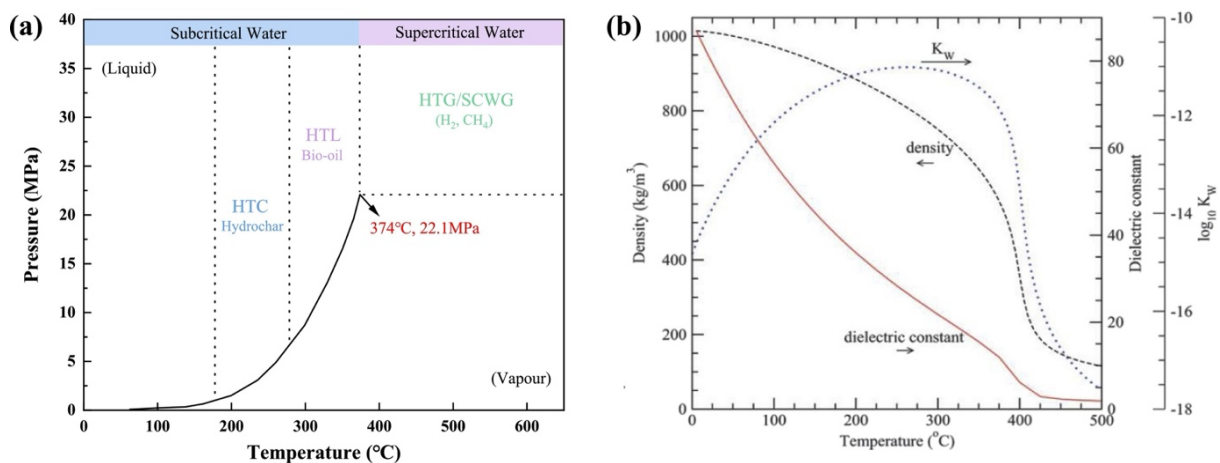 (a)
Subcritical Water
Supercritical Water
(Liquid)
HTL
Bio-oil
HTG/SCWG
(H₂, CH₄)
HTC
Hydrochar
374℃, 22.1MPa
(Vapour)
Pressure (MPa)
40
35
30
25
20
15
10
5
0
0 100 200 300 400 500 600
Temperature (℃)
(b)
K_W
density
dielectric constant
Density (kg/m³)
1000
800
600
400
200
0
0 100 200 300 400 500
Temperature (°C)
Dielectric constant
80
60
40
20
0
log₁₀ K_W
-10
-12
-14
-16
-18